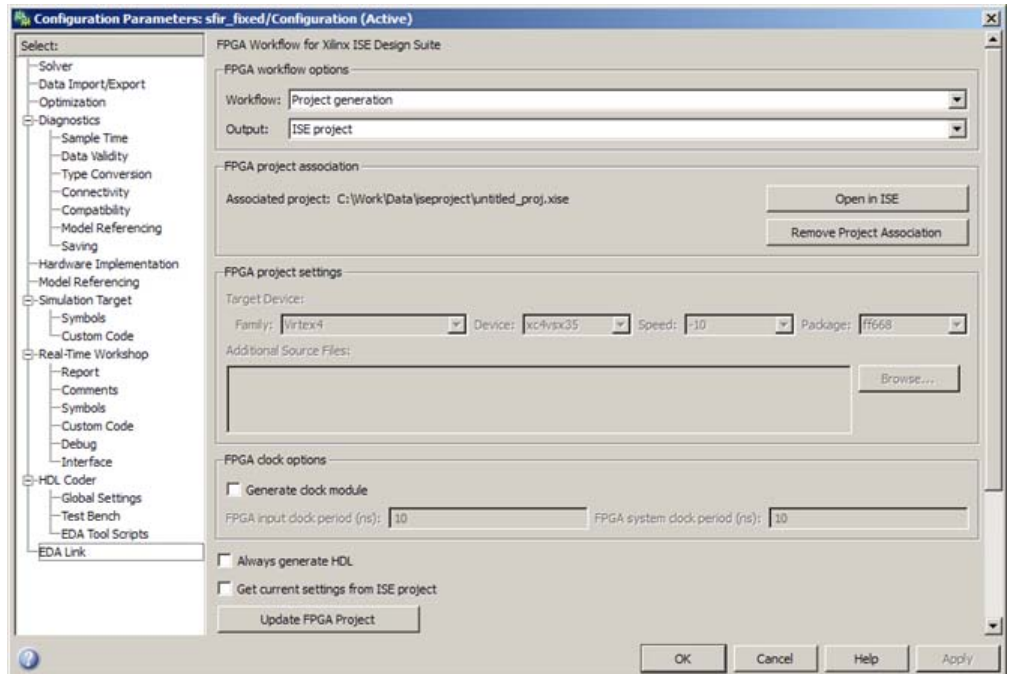 Configuration Parameters: sfir_fixed/Configuration (Active)
Select:
Solver
Data Import/Export
Optimization
Diagnostics
Sample Time
Data Validity
Type Conversion
Connectivity
Compatibility
Model Referencing
Saving
Hardware Implementation
Model Referencing
Simulation Target
Symbols
Custom Code
Real-Time Workshop
Report
Comments
Symbols
Custom Code
Debug
Interface
HDL Coder
Global Settings
Test Bench
EDA Tool Scripts
EDA Link
FPGA Workflow for Xilinx ISE Design Suite
FPGA workflow options
Workflow: Project generation
Output: ISE project
FPGA project association
Associated project: C:\Work\Data\iseproject\untitled_proj.xise
Open in ISE
Remove Project Association
FPGA project settings
Target Device:
Family: Virtex4 Device: xc4vsx35 Speed: -10 Package: ff668
Additional Source Files:
Browse...
FPGA clock options
Generate clock module
FPGA input clock period (ns): 10 FPGA system clock period (ns): 10
Always generate HDL
Get current settings from ISE project
Update FPGA Project
OK Cancel Help Apply